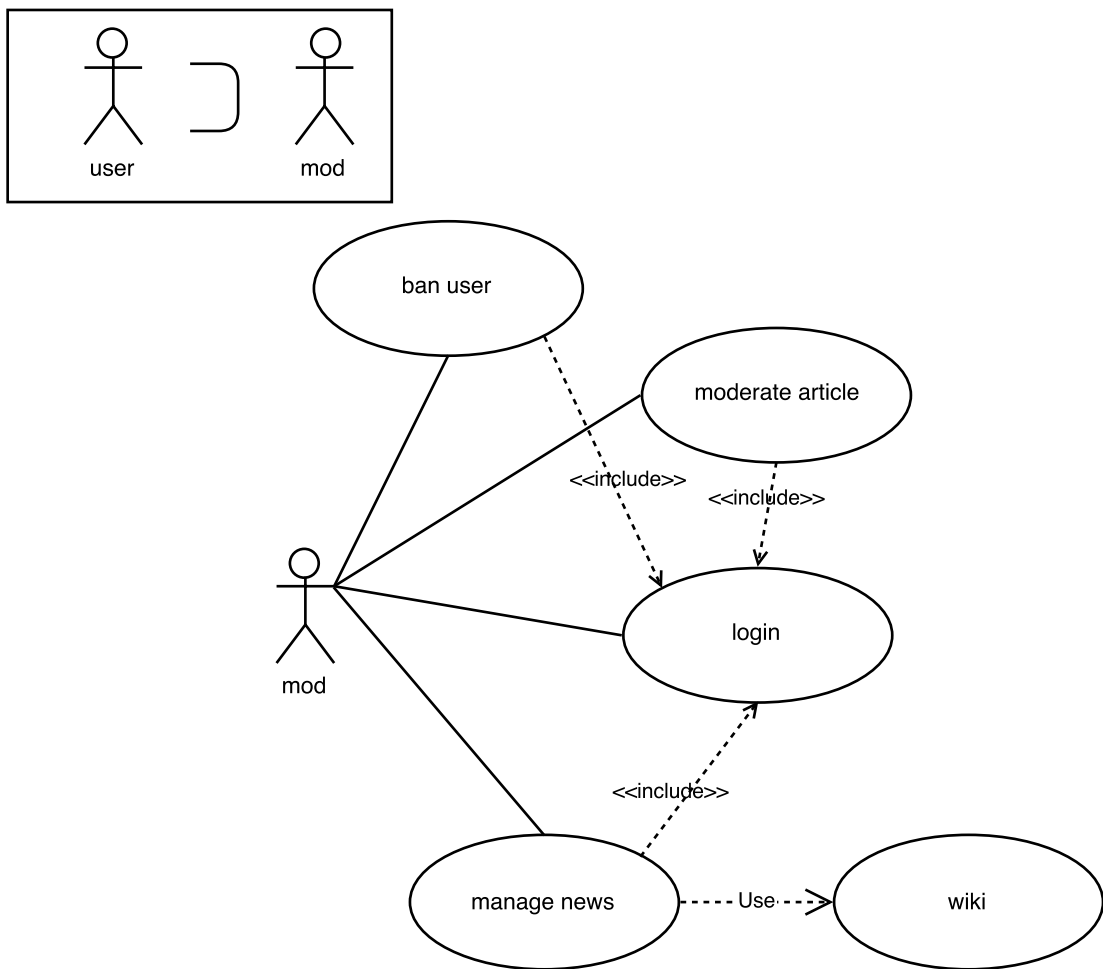 user
mod
ban user
moderate article
<<include>>
<<include>>
login
mod
<<include>>
manage news
Use
wiki